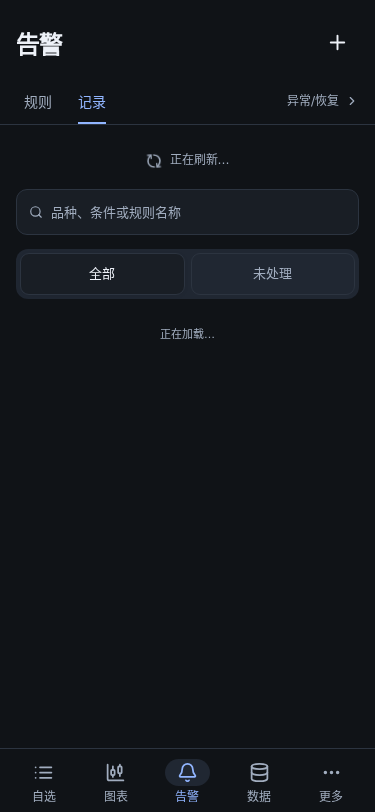 告警
规则 记录 异常/恢复
正在刷新...
品种、条件或规则名称
全部 未处理
正在加载...
自选 图表 告警 数据 更多